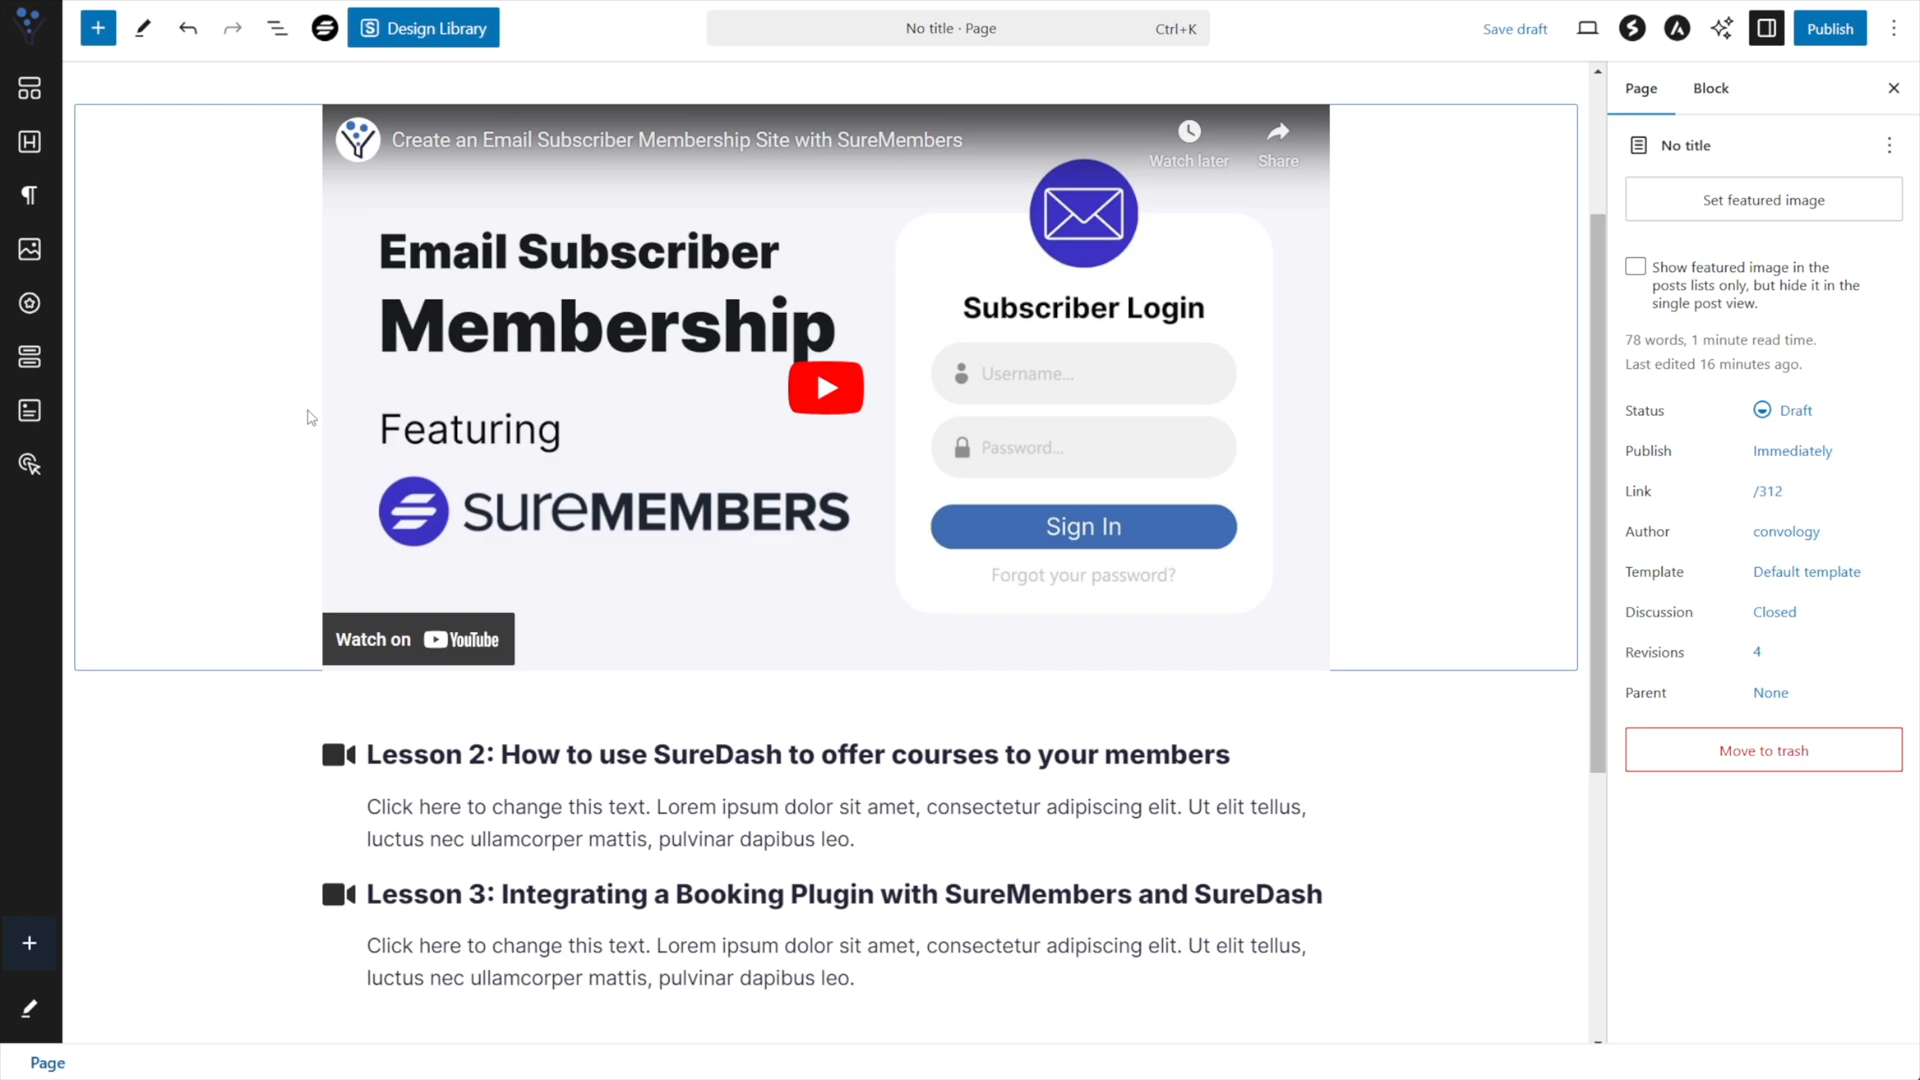 Design Library
No title · Page
Ctrl+K
Save draft
Publish
Create an Email Subscriber Membership Site with SureMembers
Watch later
Share
Email Subscriber
Membership
Featuring
sureMEMBERS
Subscriber Login
Username...
Password...
Sign In
Forgot your password?
Watch on YouTube
Lesson 2: How to use SureDash to offer courses to your members
Click here to change this text. Lorem ipsum dolor sit amet, consectetur adipiscing elit. Ut elit tellus,
luctus nec ullamcorper mattis, pulvinar dapibus leo.
Lesson 3: Integrating a Booking Plugin with SureMembers and SureDash
Click here to change this text. Lorem ipsum dolor sit amet, consectetur adipiscing elit. Ut elit tellus,
luctus nec ullamcorper mattis, pulvinar dapibus leo.
Page
Block
No title
Set featured image
Show featured image in the
posts lists only, but hide it in the
single post view.
78 words, 1 minute read time.
Last edited 16 minutes ago.
Status Draft
Publish Immediately
Link /312
Author convology
Template Default template
Discussion Closed
Revisions 4
Parent None
Move to trash
Page